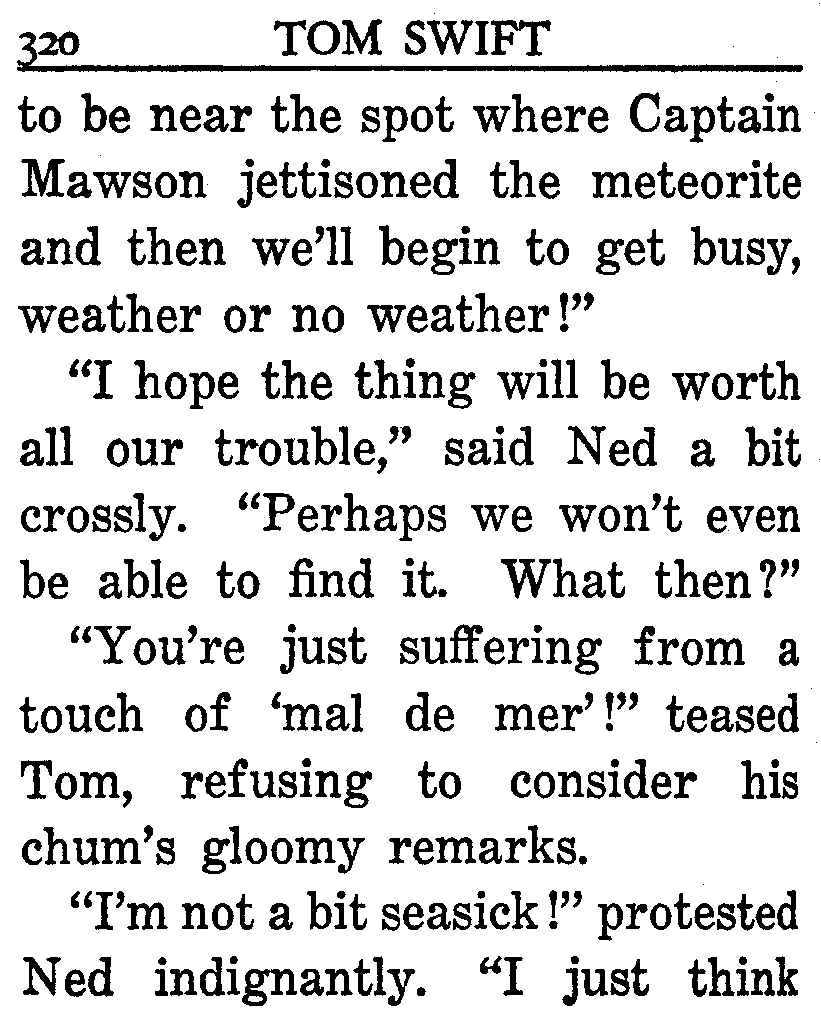 320 TOM SWIFT
to be near the spot where Captain
Mawson jettisoned the meteorite
and then we’ll begin to get busy,
weather or no weather!”
“I hope the thing will be worth
all our trouble,” said Ned a bit
crossly. “Perhaps we won’t even
be able to find it. What then?”
“You’re just suffering from a
touch of ‘mal de mer’!” teased
Tom, refusing to consider his
chum’s gloomy remarks.
“I’m not a bit seasick!” protested
Ned indignantly. “I just think